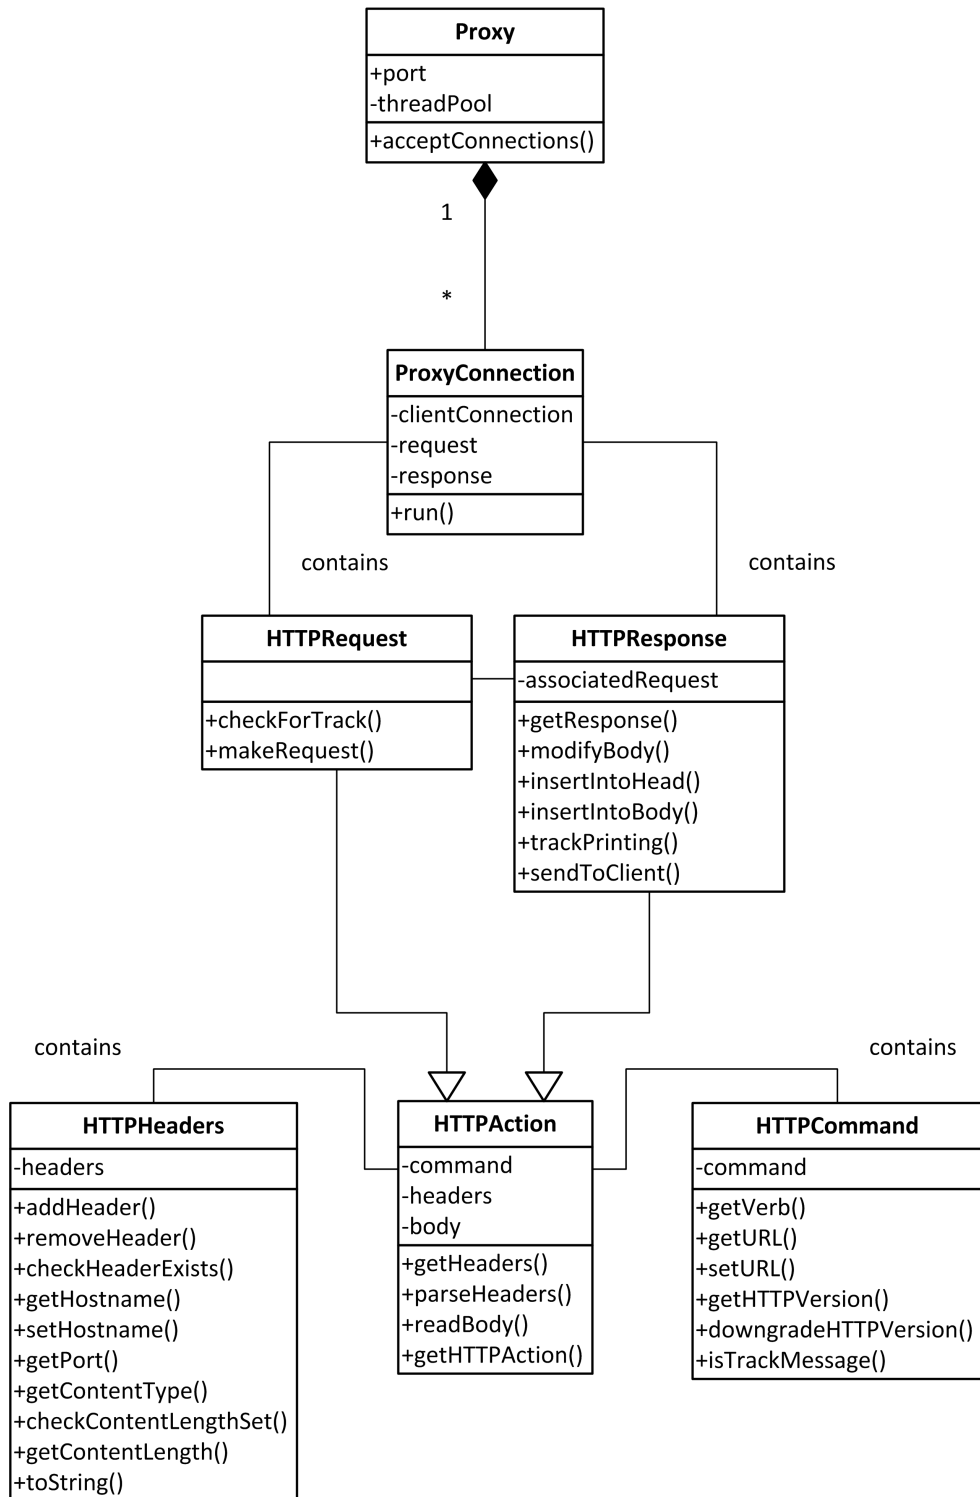 Proxy
+port
-threadPool
+acceptConnections()
1
*
ProxyConnection
-clientConnection
-request
-response
+run()
contains
contains
HTTPRequest
+checkForTrack()
+makeRequest()
HTTPResponse
-associatedRequest
+getResponse()
+modifyBody()
+insertIntoHead()
+insertIntoBody()
+trackPrinting()
+sendToClient()
contains
contains
HTTPHeaders
-headers
+addHeader()
+removeHeader()
+checkHeaderExists()
+getHostname()
+setHostname()
+getPort()
+getContentType()
+checkContentLengthSet()
+getContentLength()
+toString()
HTTPAction
-command
-headers
-body
+getHeaders()
+parseHeaders()
+readBody()
+getHTTPAction()
HTTPCommand
-command
+getVerb()
+getURL()
+setURL()
+getHTTPVersion()
+downgradeHTTPVersion()
+isTrackMessage()